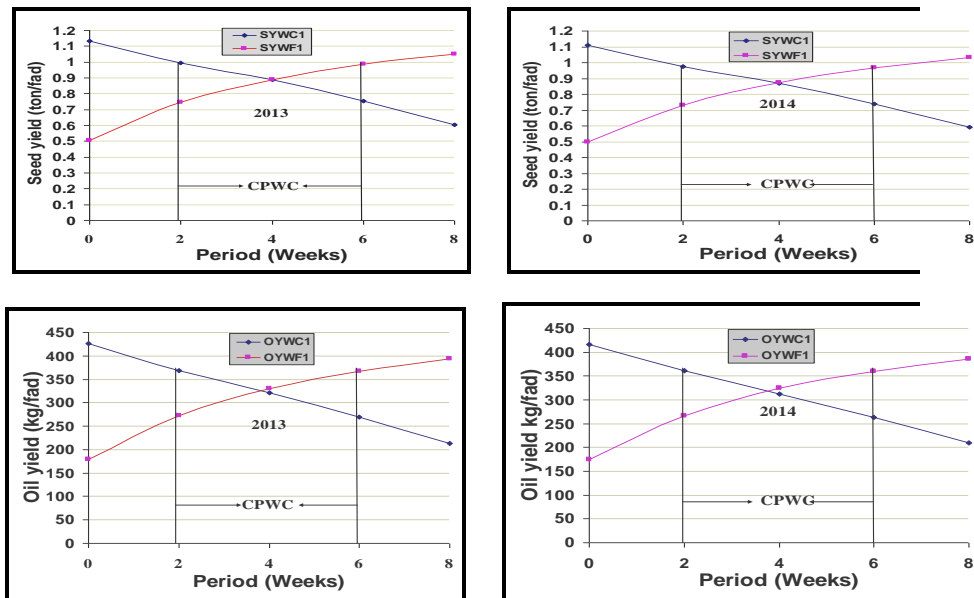 Seed yield (ton/fad)
1.2
1.1
1
0.9
0.8
0.7
0.6
0.5
0.4
0.3
0.2
0.1
0
SYWC1
SYWF1
2013
CPWC
0 2 4 6 8
Period (Weeks)
Seed yield (ton/fad)
1.2
1.1
1
0.9
0.8
0.7
0.6
0.5
0.4
0.3
0.2
0.1
0
SYWC1
SYWF1
2014
CPWG
0 2 4 6 8
Period (Weeks)
Oil yield (kg/fad)
450
400
350
300
250
200
150
100
50
0
OYWC1
OYWF1
2013
CPWC
0 2 4 6 8
Period (Weeks)
Oil yield kg/fad)
450
400
350
300
250
200
150
100
50
0
OYWC1
OYWF1
2014
CPWG
0 2 4 6 8
Period (Weeks)